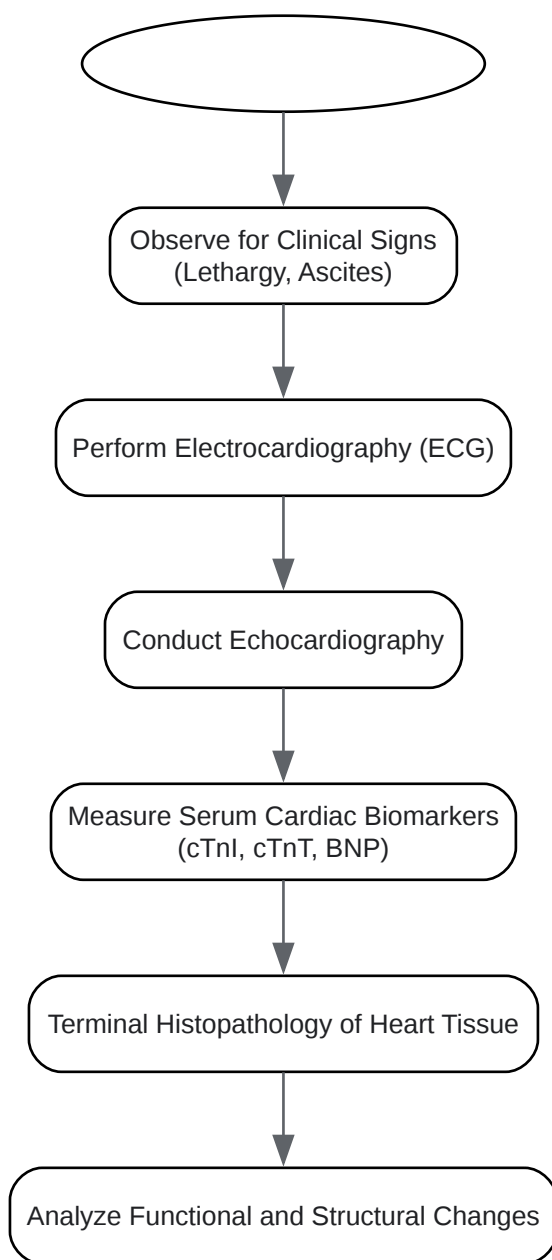 Observe for Clinical Signs
(Lethargy, Ascites)
Perform Electrocardiography (ECG)
Conduct Echocardiography
Measure Serum Cardiac Biomarkers
(cTnI, cTnT, BNP)
Terminal Histopathology of Heart Tissue
Analyze Functional and Structural Changes